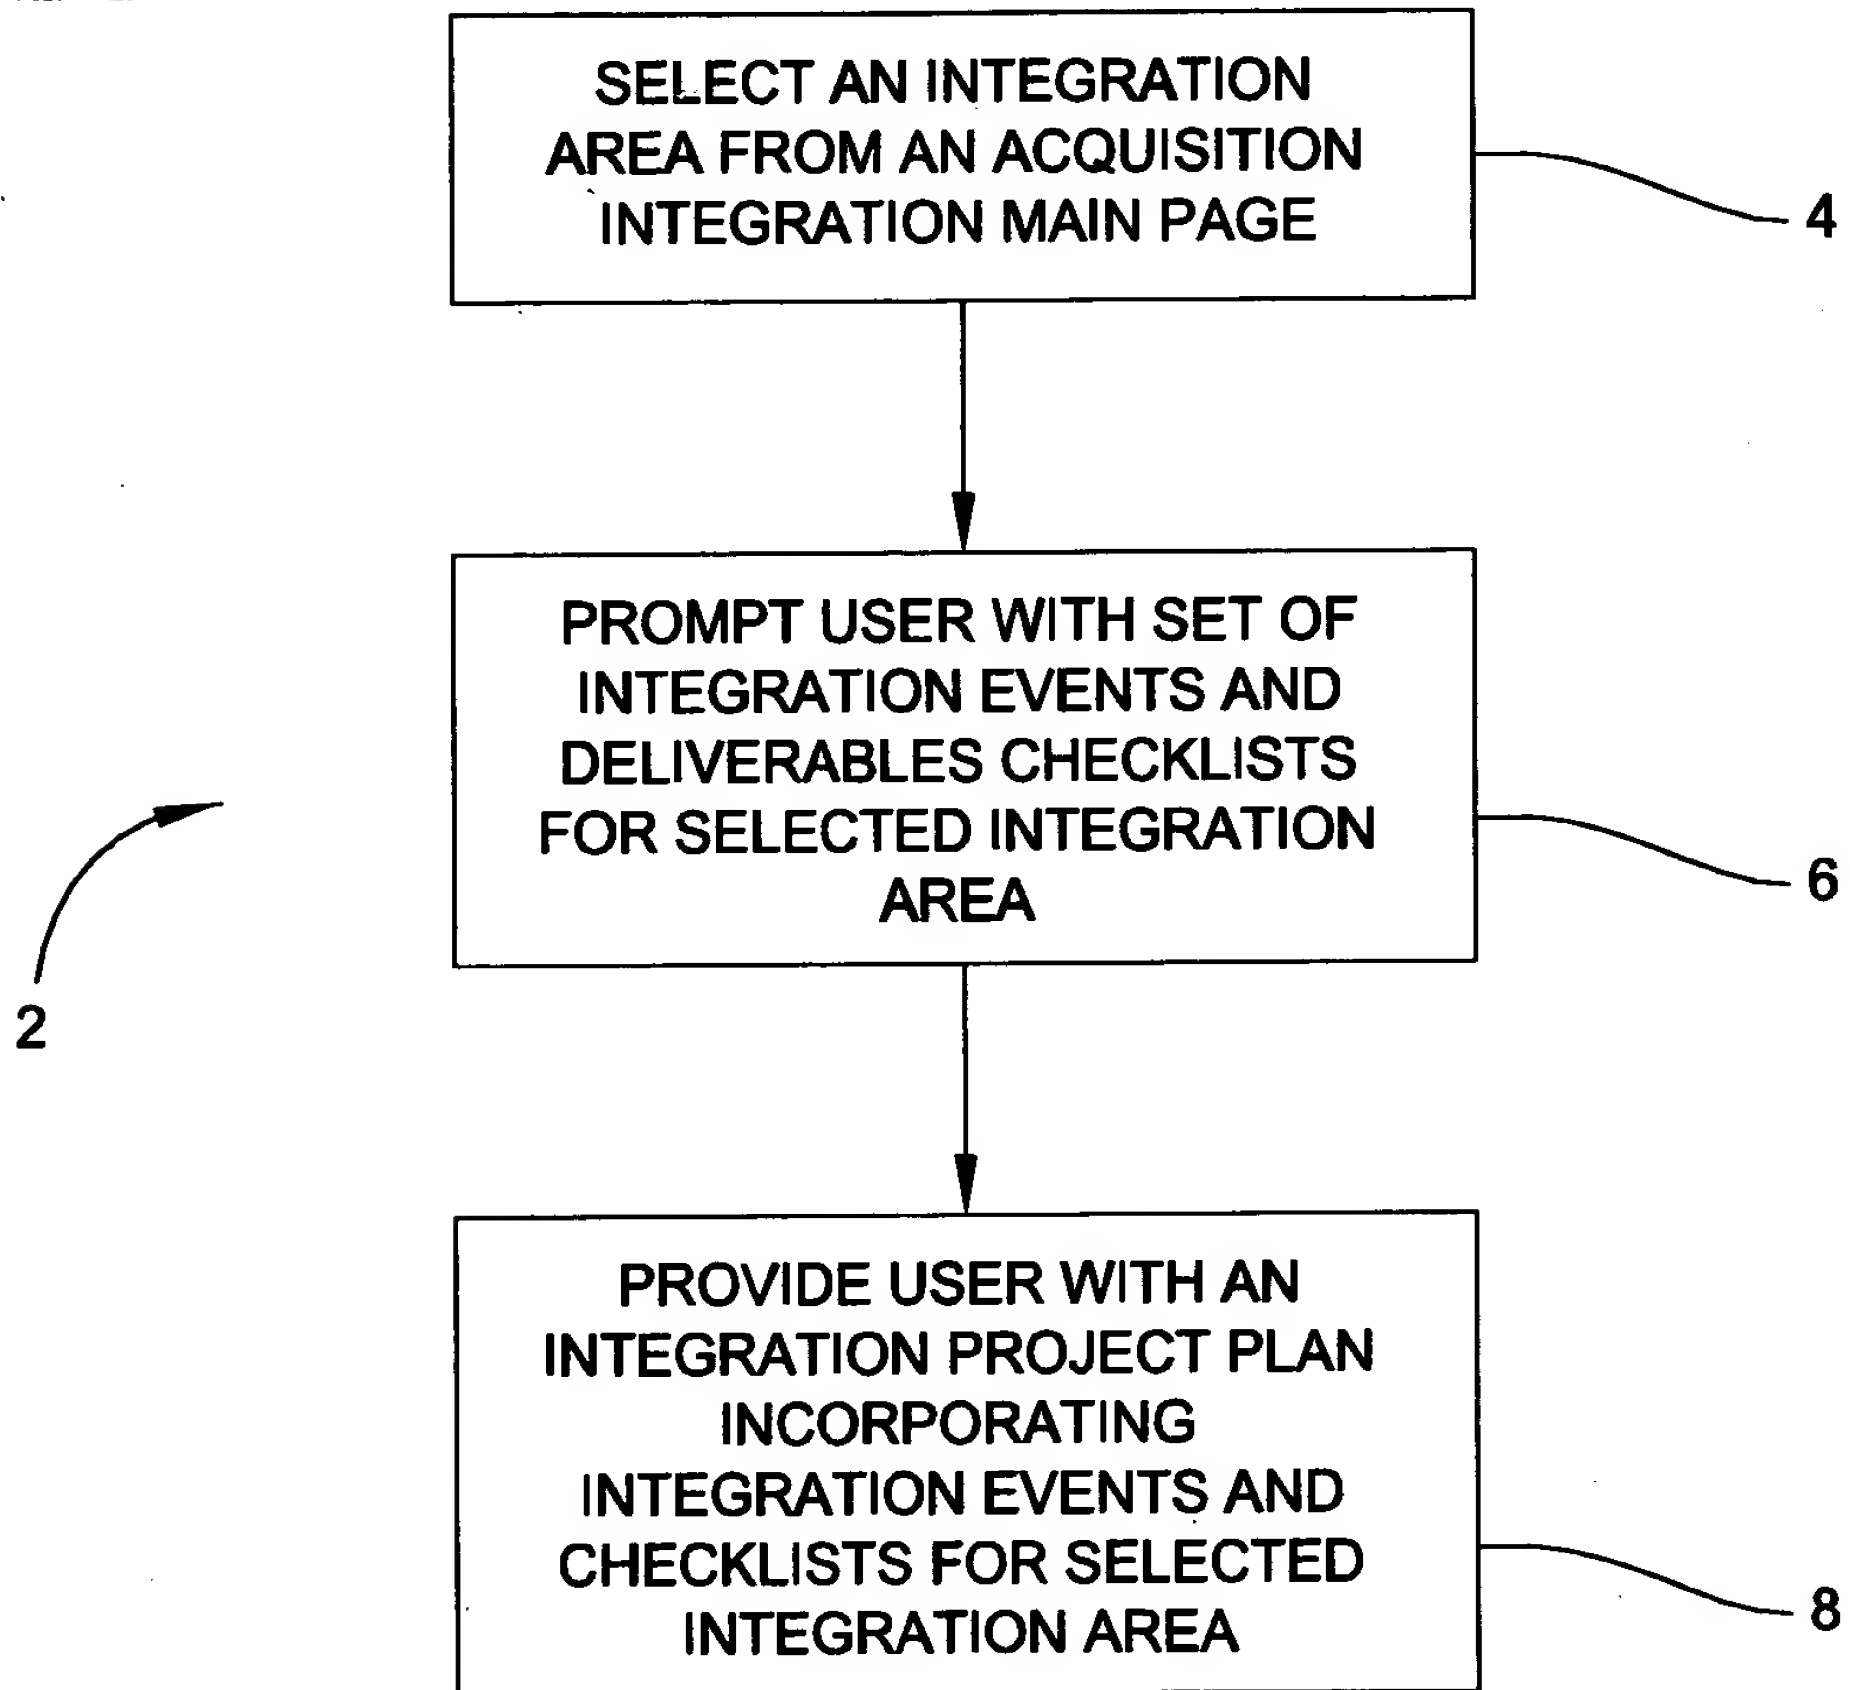 SELECT AN INTEGRATION
AREA FROM AN ACQUISITION
INTEGRATION MAIN PAGE
4
PROMPT USER WITH SET OF
INTEGRATION EVENTS AND
DELIVERABLES CHECKLISTS
FOR SELECTED INTEGRATION
AREA
6
2
PROVIDE USER WITH AN
INTEGRATION PROJECT PLAN
INCORPORATING
INTEGRATION EVENTS AND
CHECKLISTS FOR SELECTED
INTEGRATION AREA
8